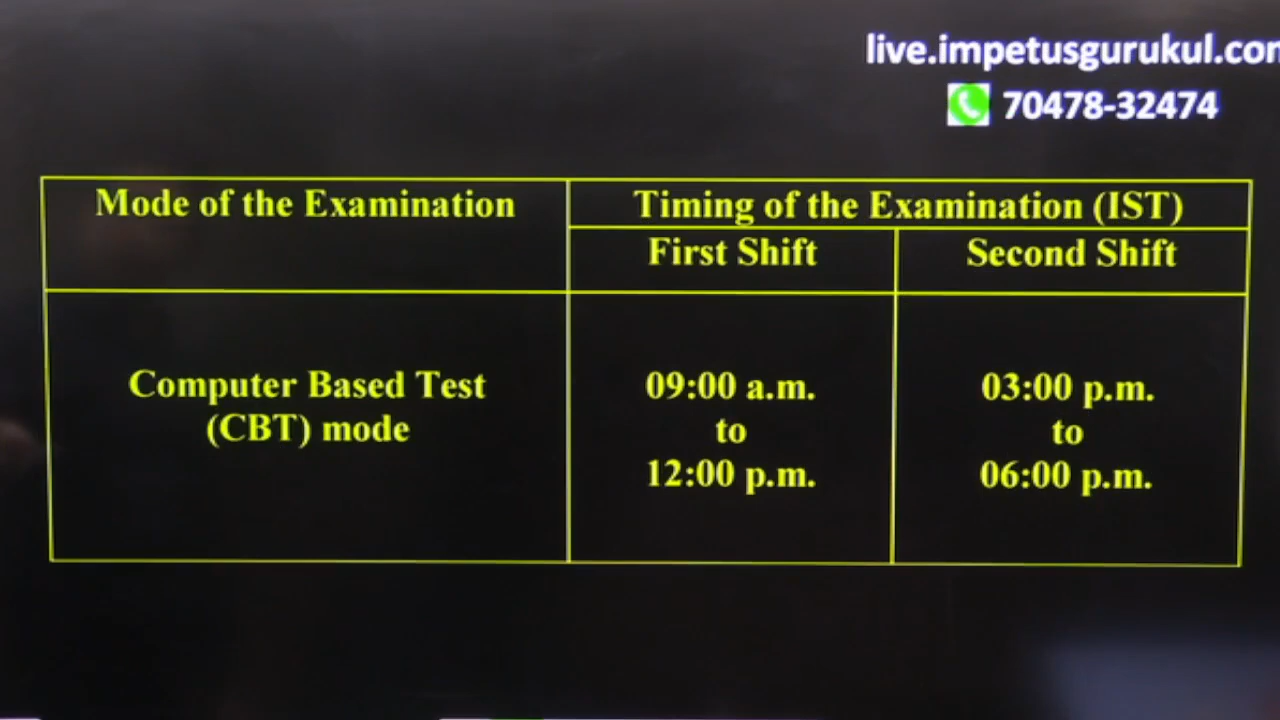 live.impetusgurukul.con
70478-32474
Mode of the Examination
Timing of the Examination (IST)
First Shift
Second Shift
Computer Based Test
(CBT) mode
09:00 a.m.
to
12:00 p.m.
03:00 p.m.
to
06:00 p.m.